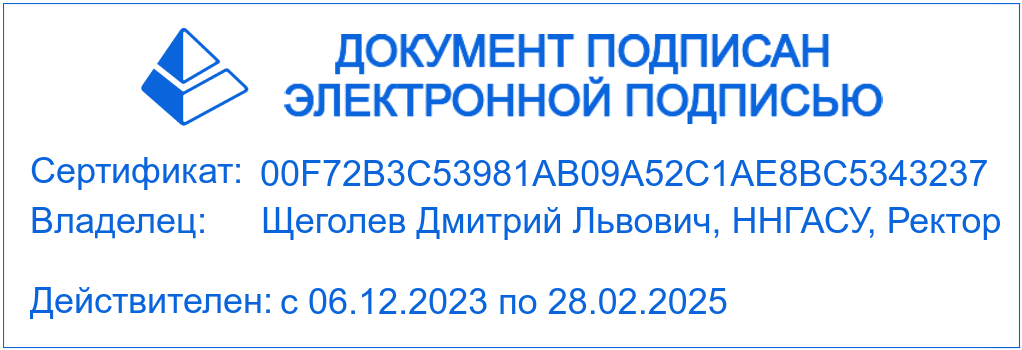 ДОКУМЕНТ ПОДПИСАН
ЭЛЕКТРОННОЙ ПОДПИСЬЮ
Сертификат: 00F72B3C53981AB09A52C1AE8BC5343237
Владелец: Щеголев Дмитрий Львович, ННГАСУ, Ректор
Действителен: с 06.12.2023 по 28.02.2025